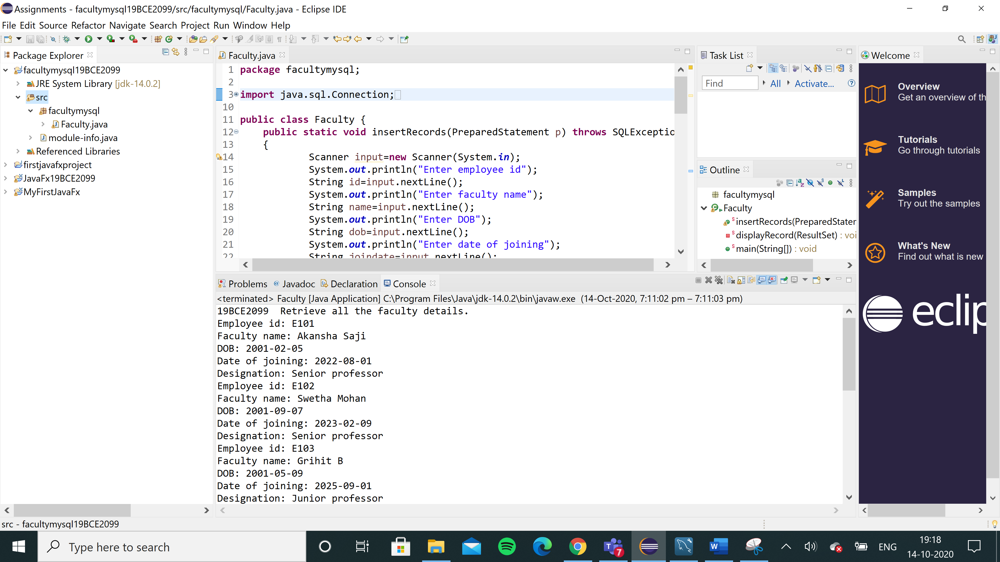 Assignments - facultymysql19BCE2099/src/facultymysql/Faculty.java - Eclipse IDE
File Edit Source Refactor Navigate Search Project Run Window Help
Package Explorer
facultymysql19BCE2099
JRE System Library [jdk-14.0.2]
src
facultymysql
Faculty.java
module-info.java
Referenced Libraries
firstjavafxproject
JavaFx19BCE2099
MyFirstJavaFx
Faculty.java
1 package facultymysql;
2
3 import java.sql.Connection;
10
11 public class Faculty {
12 public static void insertRecords(PreparedStatement p) throws SQLExceptio
13 {
14 Scanner input=new Scanner(System.in);
15 System.out.println("Enter employee id");
16 String id=input.nextLine();
17 System.out.println("Enter faculty name");
18 String name=input.nextLine();
19 System.out.println("Enter DOB");
20 String dob=input.nextLine();
21 System.out.println("Enter date of joining");
22 String joindate=input.nextLine();
Task List
Find
All
Activate...
Outline
facultymysql
Faculty
insertRecords(PreparedStater
displayRecord(ResultSet) : voi
main(String[]) : void
Welcome
Overview
Get an overview of th
Tutorials
Go through tutorials
Samples
Try out the samples
What's New
Find out what is new
eclip
Problems @ Javadoc Declaration Console
<terminated> Faculty [Java Application] C:\Program Files\Java\jdk-14.0.2\bin\javaw.exe (14-Oct-2020, 7:11:02 pm – 7:11:03 pm)
19BCE2099  Retrieve all the faculty details.
Employee id: E101
Faculty name: Akansha Saji
DOB: 2001-02-05
Date of joining: 2022-08-01
Designation: Senior professor
Employee id: E102
Faculty name: Swetha Mohan
DOB: 2001-09-07
Date of joining: 2023-02-09
Designation: Senior professor
Employee id: E103
Faculty name: Grihit B
DOB: 2001-05-09
Date of joining: 2025-09-01
Designation: Junior professor
src - facultymysql19BCE2099
Type here to search
7
ENG
19:18
14-10-2020